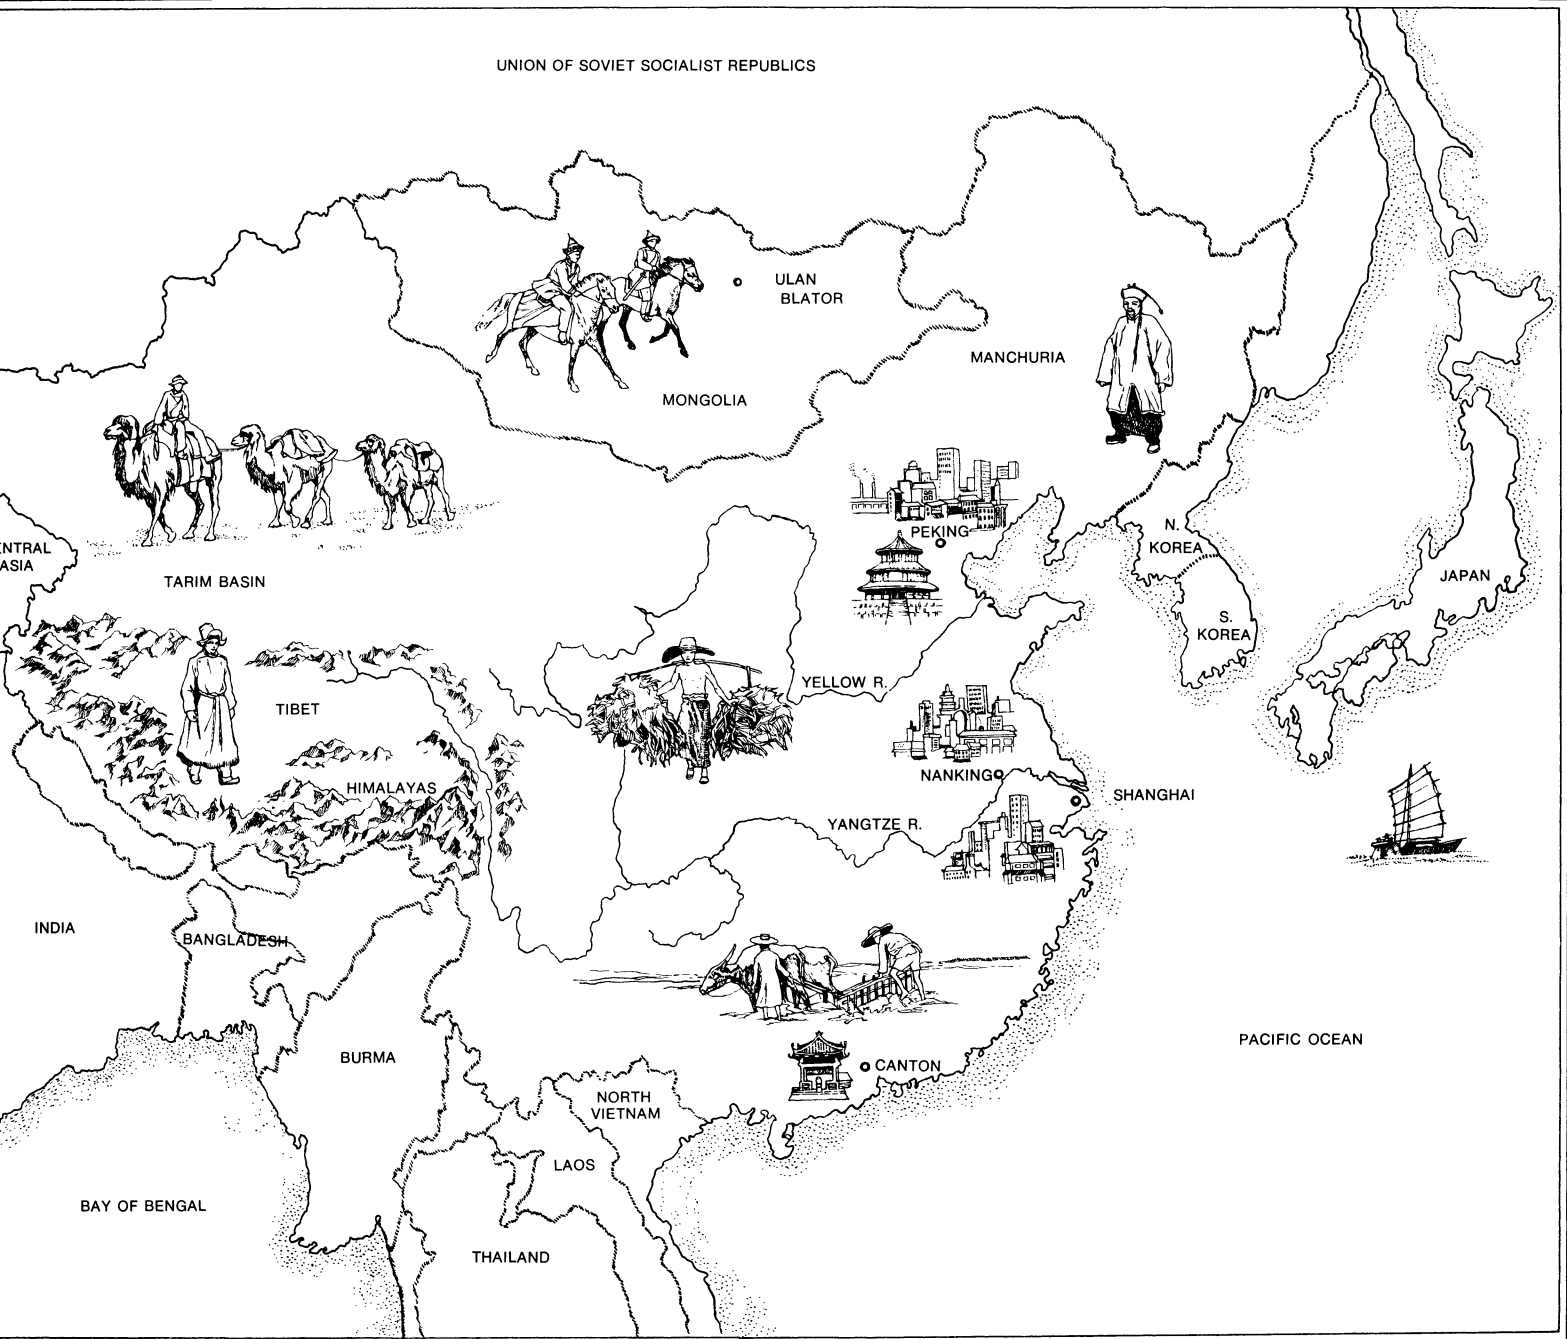 UNION OF SOVIET SOCIALIST REPUBLICS
ULAN
BLATOR
MANCHURIA
MONGOLIA
PEKING
N.
KOREA
ENTRAL
ASIA
TARIM BASIN
JAPAN
S.
KOREA
YELLOW R.
TIBET
NANKING
HIMALAYAS
SHANGHAI
YANGTZE R.
INDIA
BANGLADESH
PACIFIC OCEAN
BURMA
CANTON
NORTH
VIETNAM
LAOS
BAY OF BENGAL
THAILAND